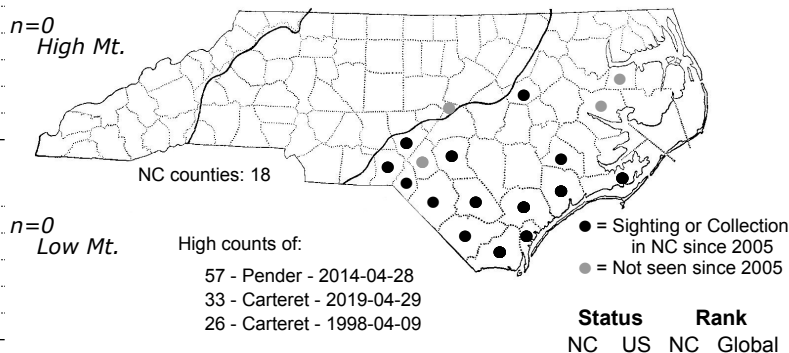 n=0
High Mt.
NC counties: 18
n=0
Low Mt.
High counts of:
57 - Pender - 2014-04-28
33 - Carteret - 2019-04-29
26 - Carteret - 1998-04-09
= Sighting or Collection
in NC since 2005
= Not seen since 2005
Status Rank
NC US NC Global